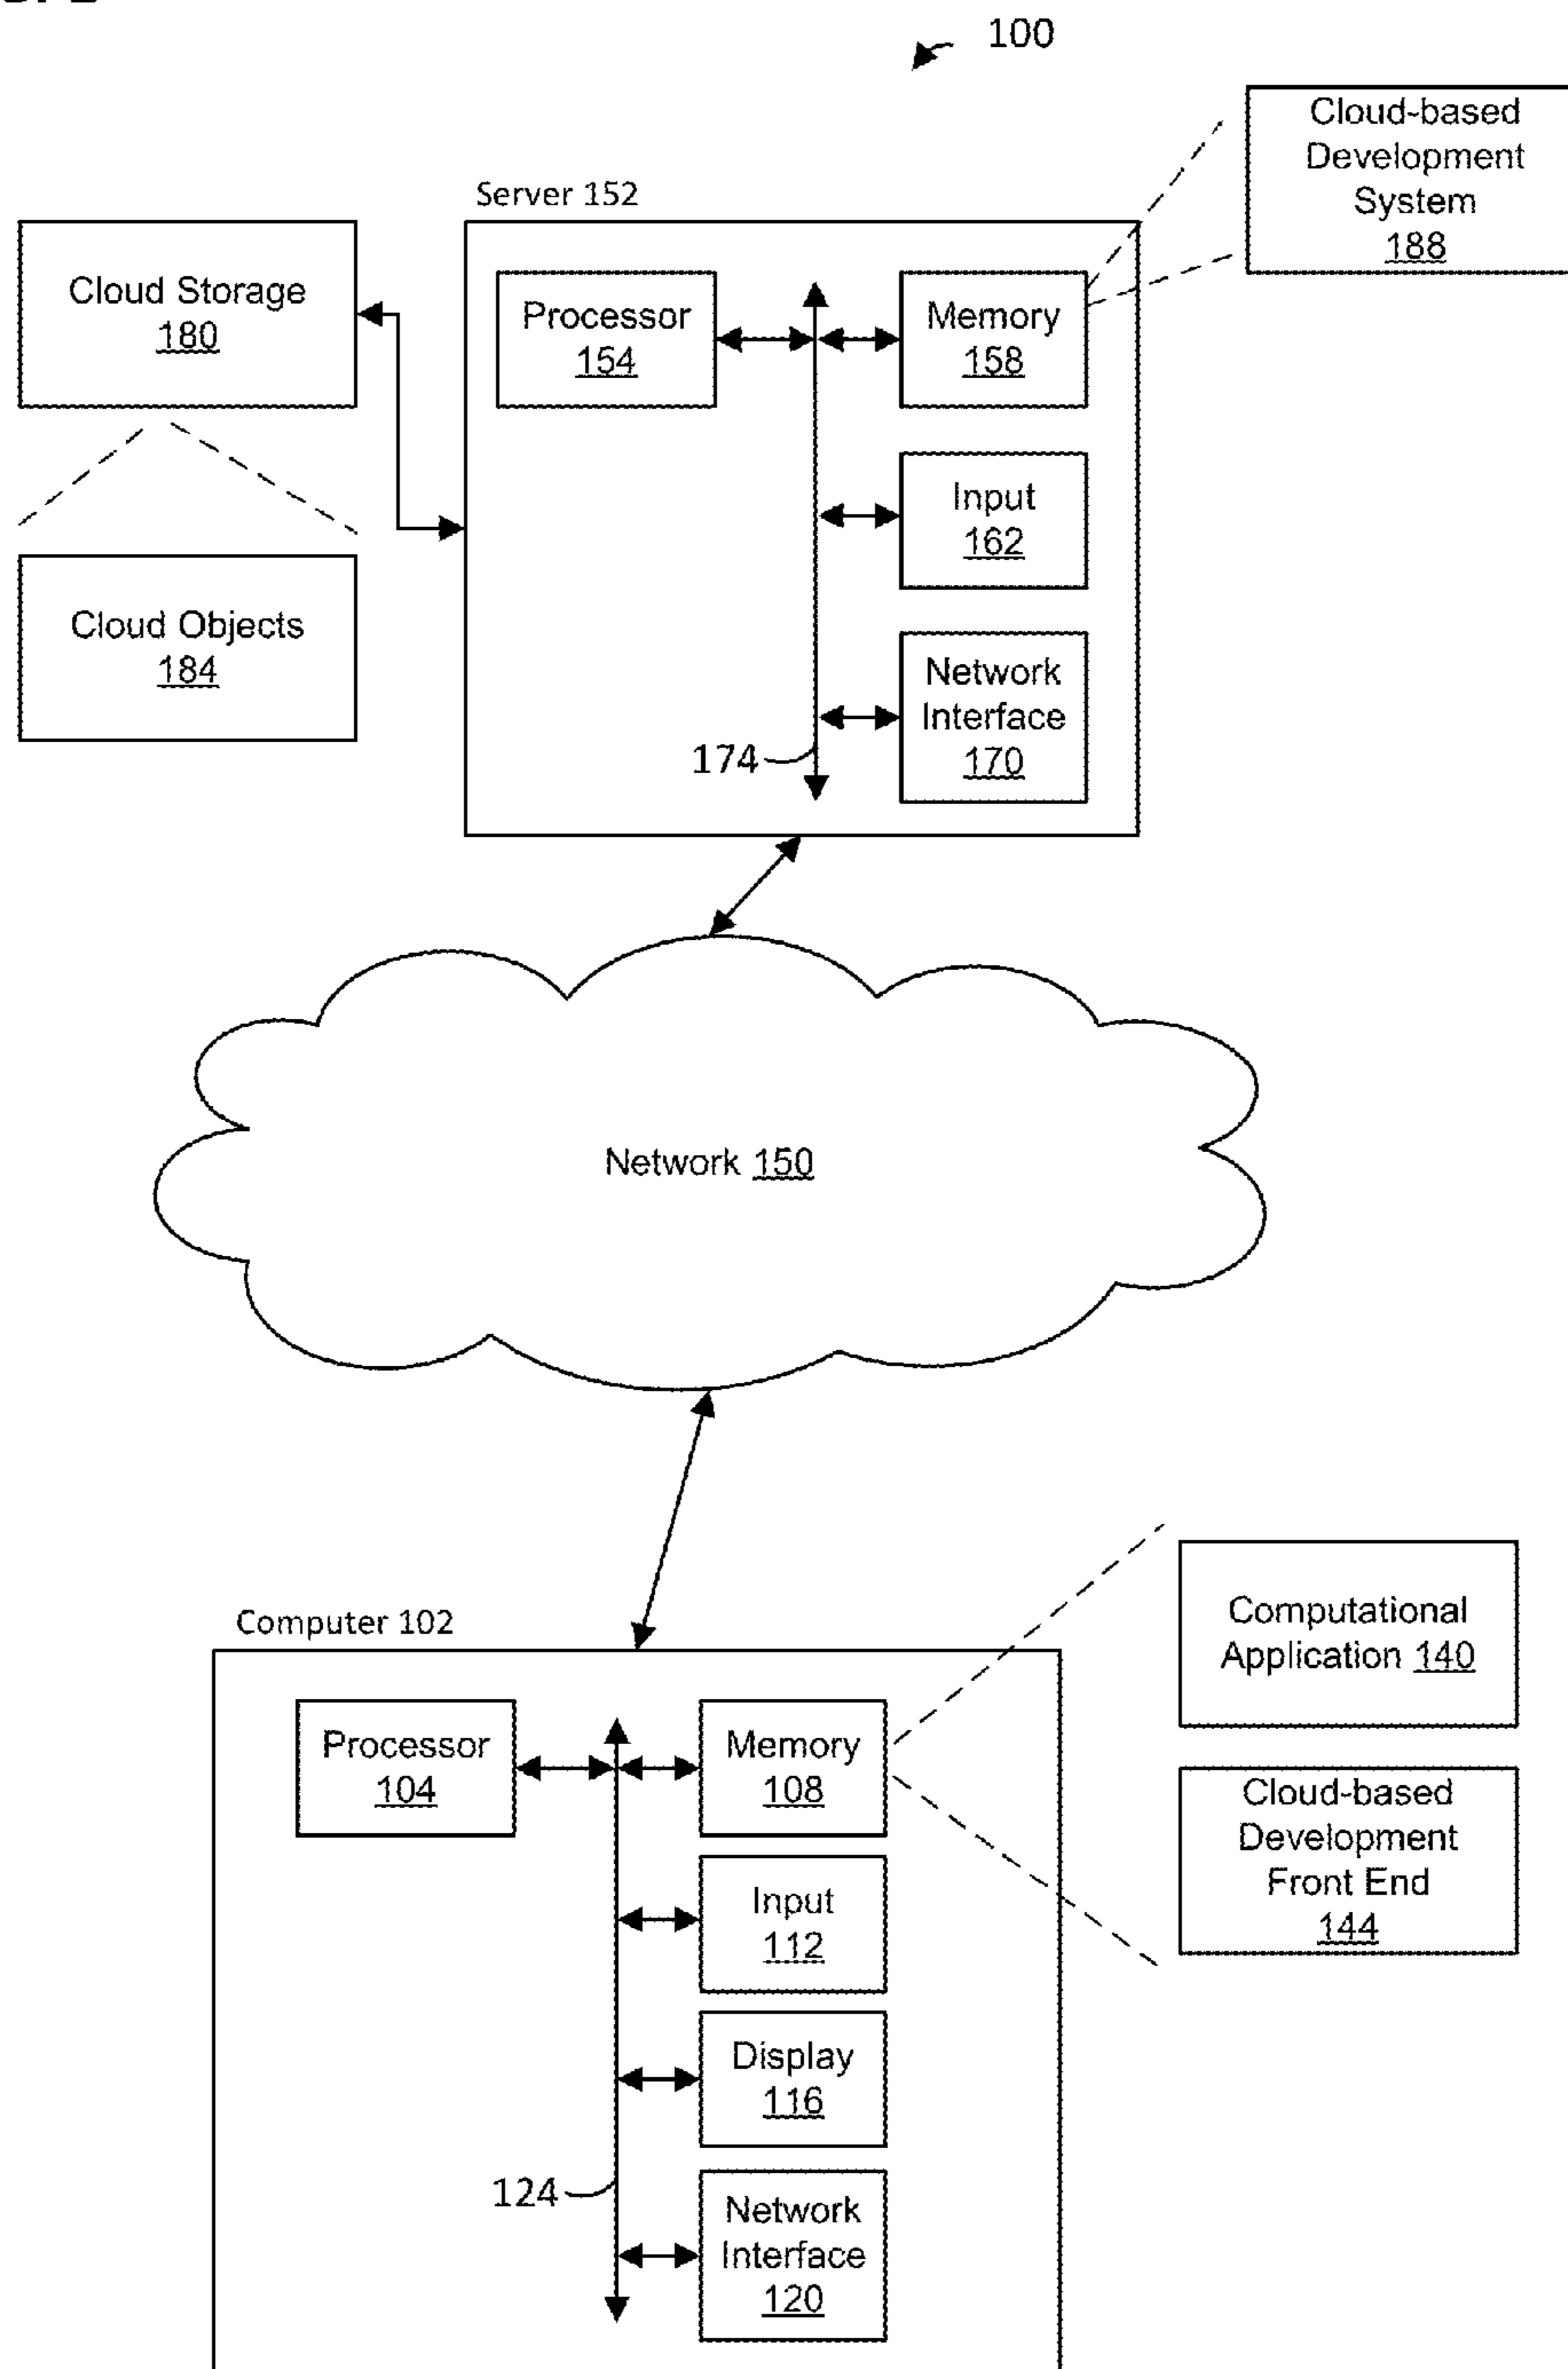 100
Cloud-based
Development
System
188
Server 152
Cloud Storage
180
Processor
154
Memory
158
Input
162
Cloud Objects
184
Network
Interface
170
174
Network 150
Computer 102
Computational
Application 140
Processor
104
Memory
108
Cloud-based
Development
Front End
144
Input
112
Display
116
124
Network
Interface
120